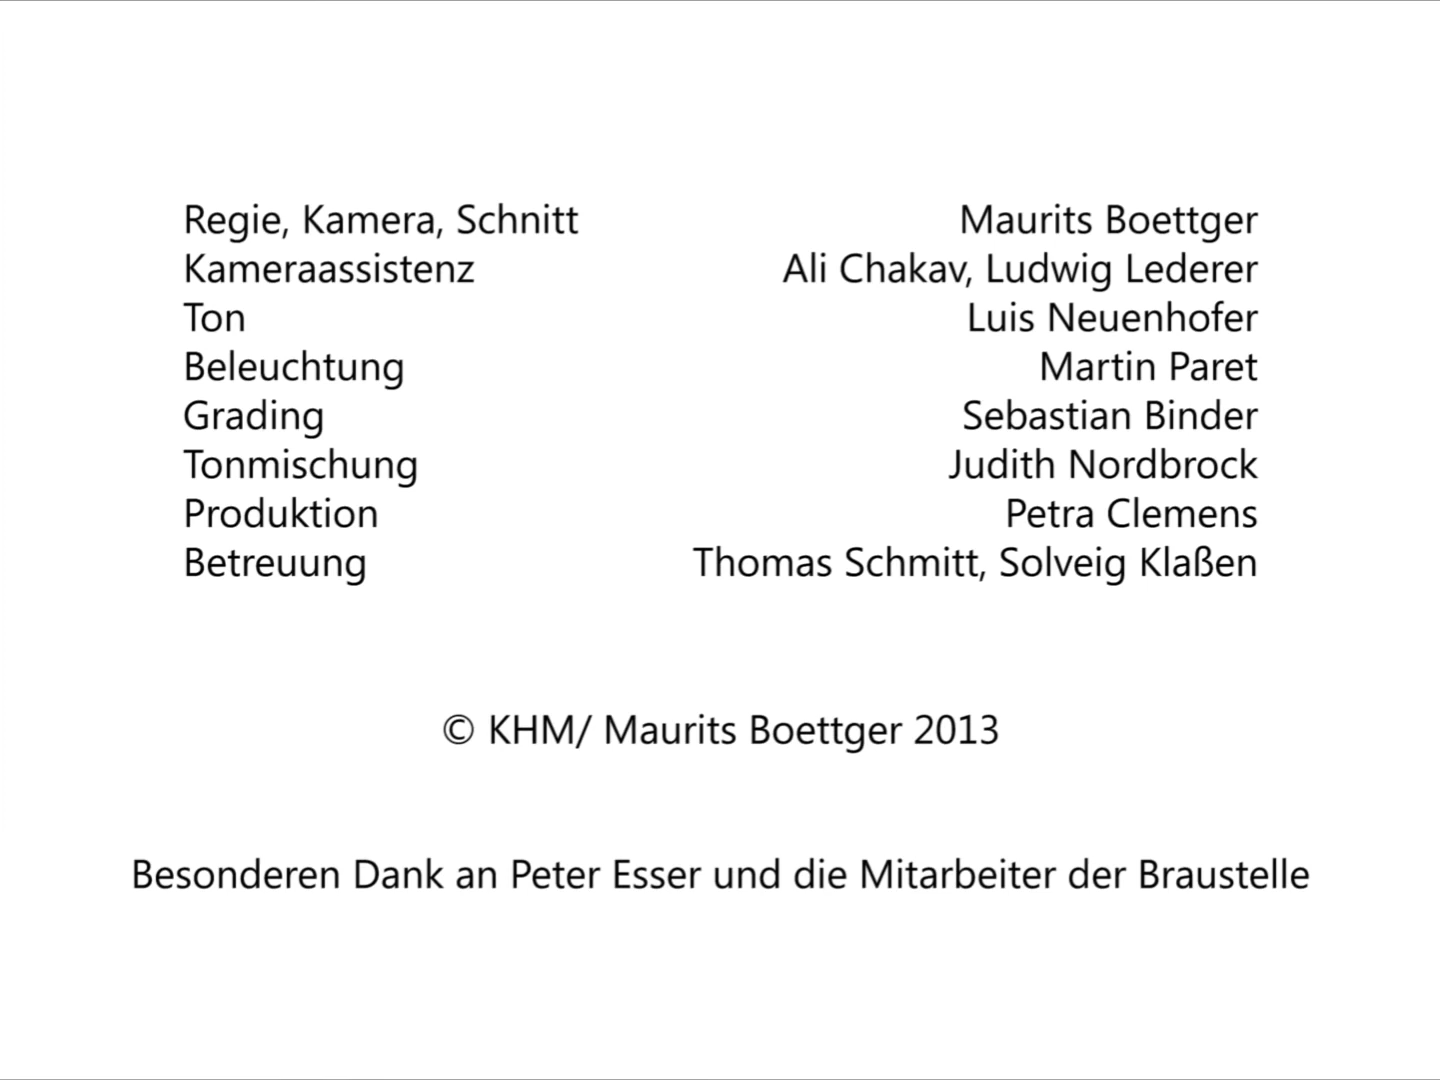 Regie, Kamera, Schnitt Maurits Boettger
Kameraassistenz Ali Chakav, Ludwig Lederer
Ton Luis Neuenhofer
Beleuchtung Martin Paret
Grading Sebastian Binder
Tonmischung Judith Nordbrock
Produktion Petra Clemens
Betreuung Thomas Schmitt, Solveig Klaßen
© KHM/ Maurits Boettger 2013
Besonderen Dank an Peter Esser und die Mitarbeiter der Braustelle